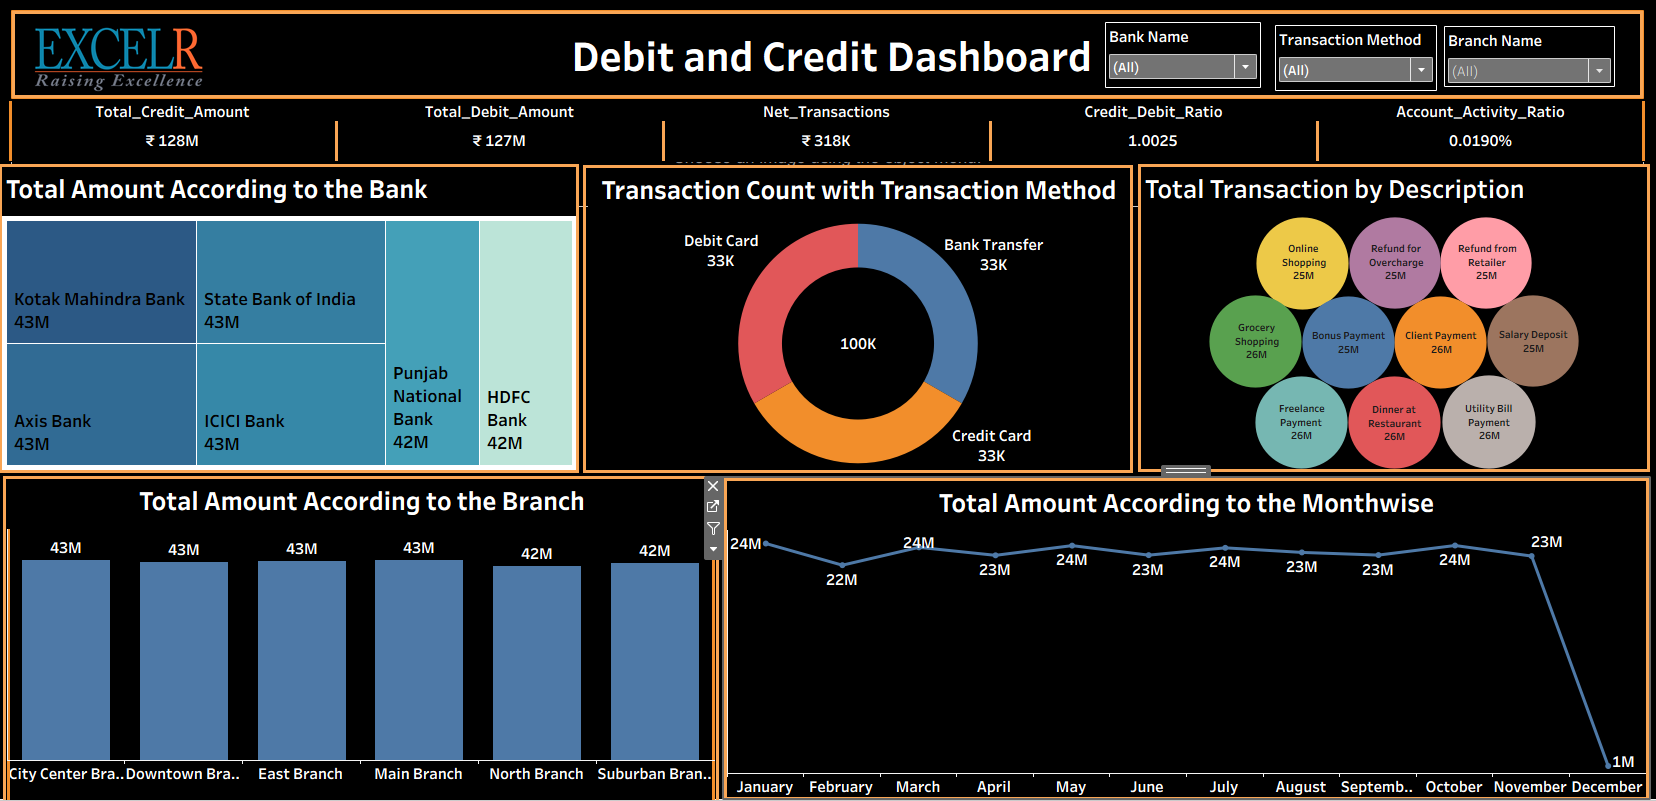 EXCELR
Raising Excellence
Debit and Credit Dashboard
Bank Name
(All)
Transaction Method
(All)
Branch Name
(All)
Total_Credit_Amount
₹ 128M
Total_Debit_Amount
₹ 127M
Net_Transactions
₹ 318K
Credit_Debit_Ratio
1.0025
Account_Activity_Ratio
0.0190%
Total Amount According to the Bank
Kotak Mahindra Bank
43M
State Bank of India
43M
Axis Bank
43M
ICICI Bank
43M
Punjab
National
Bank
42M
HDFC
Bank
42M
Transaction Count with Transaction Method
Debit Card
33K
Bank Transfer
33K
100K
Credit Card
33K
Total Transaction by Description
Online
Shopping
25M
Refund for
Overcharge
25M
Refund from
Retailer
25M
Grocery
Shopping
26M
Bonus Payment
25M
Client Payment
26M
Salary Deposit
25M
Freelance
Payment
26M
Dinner at
Restaurant
26M
Utility Bill
Payment
26M
Total Amount According to the Branch
43M
43M
43M
43M
42M
42M
City Center Bra..
Downtown Bra..
East Branch
Main Branch
North Branch
Suburban Bran..
Total Amount According to the Monthwise
24M
22M
24M
23M
24M
23M
24M
23M
23M
24M
23M
1M
January
February
March
April
May
June
July
August
Septemb..
October
November
December